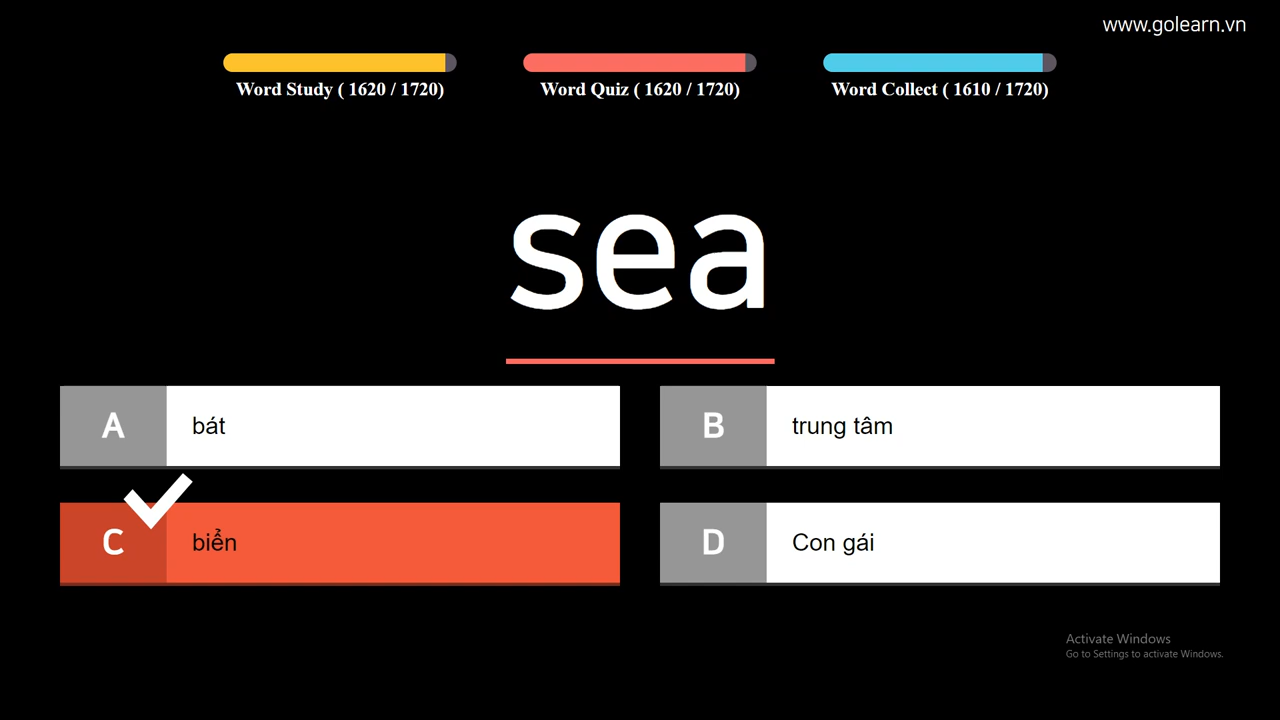 www.golearn.vn
Word Study ( 1620 / 1720)
Word Quiz ( 1620 / 1720)
Word Collect ( 1610 / 1720)
sea
A bát
B trung tâm
C biển
D Con gái
Activate Windows
Go to Settings to activate Windows.